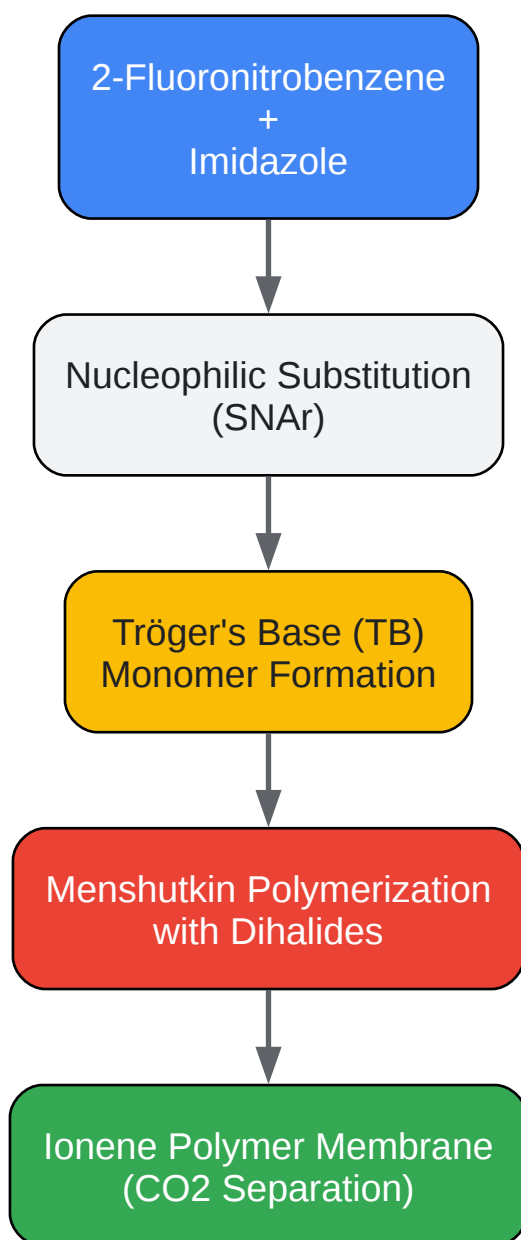 2-Fluoronitrobenzene
+
Imidazole
Nucleophilic Substitution
(SNAr)
Tröger's Base (TB)
Monomer Formation
Menshutkin Polymerization
with Dihalides
Ionene Polymer Membrane
(CO2 Separation)